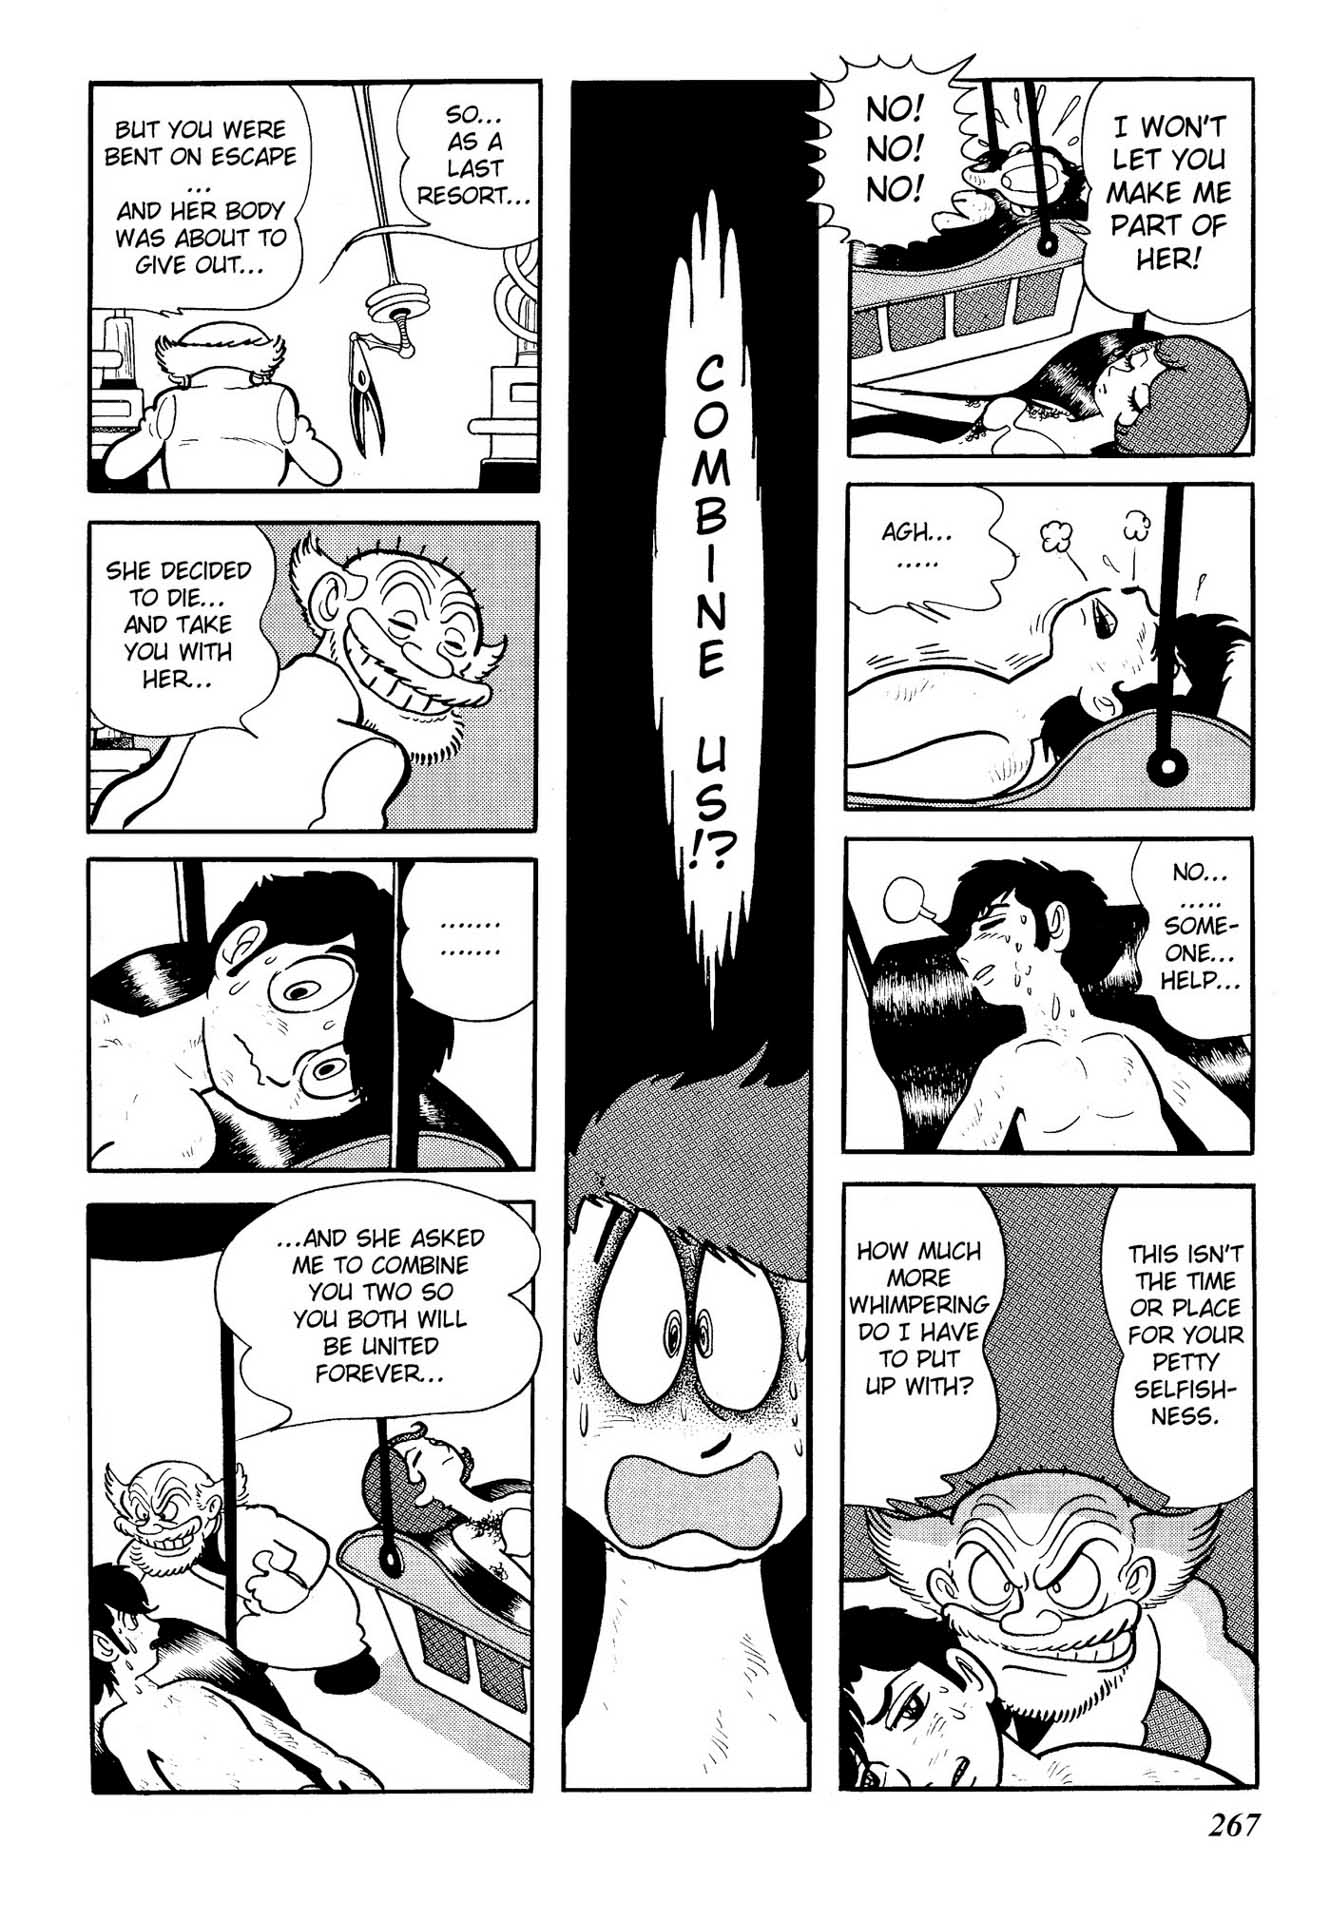 BUT YOU WERE
BENT ON ESCAPE
...
AND HER BODY
WAS ABOUT TO
GIVE OUT...
SO...
AS A
LAST
RESORT...
SHE DECIDED
TO DIE...
AND TAKE
YOU WITH
HER...
.......
.......
...AND SHE ASKED
ME TO COMBINE
YOU TWO SO
YOU BOTH WILL
BE UNITED
FOREVER...
COMBINE US!?
NO!
NO!
NO!
I WON'T
LET YOU
MAKE ME
PART OF
HER!
AGH...
.....
NO...
.....
SOME-
ONE...
HELP...
HOW MUCH
MORE
WHIMPERING
DO I HAVE
TO PUT
UP WITH?
THIS ISN'T
THE TIME
OR PLACE
FOR YOUR
PETTY
SELFISH-
NESS.
267